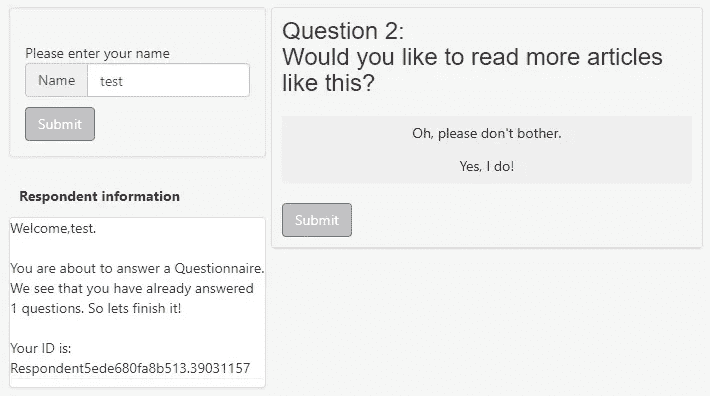 Please enter your name
Name test
Submit
Respondent information
Welcome,test.
You are about to answer a Questionnaire.
We see that you have already answered
1 questions. So lets finish it!
Your ID is:
Respondent5ede680fa8b513.39031157
Question 2:
Would you like to read more articles
like this?
Oh, please don't bother.
Yes, I do!
Submit